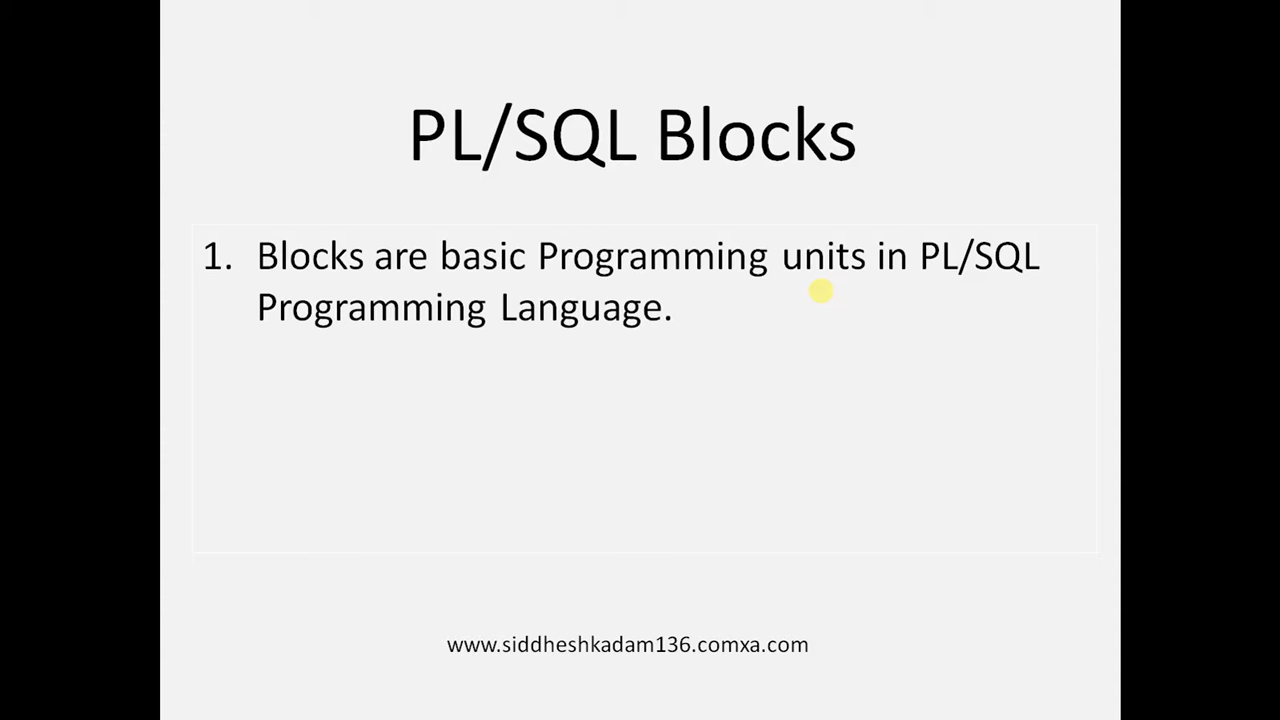 PL/SQL Blocks
1. Blocks are basic Programming units in PL/SQL
Programming Language.
www.siddheshkadam136.comxa.com